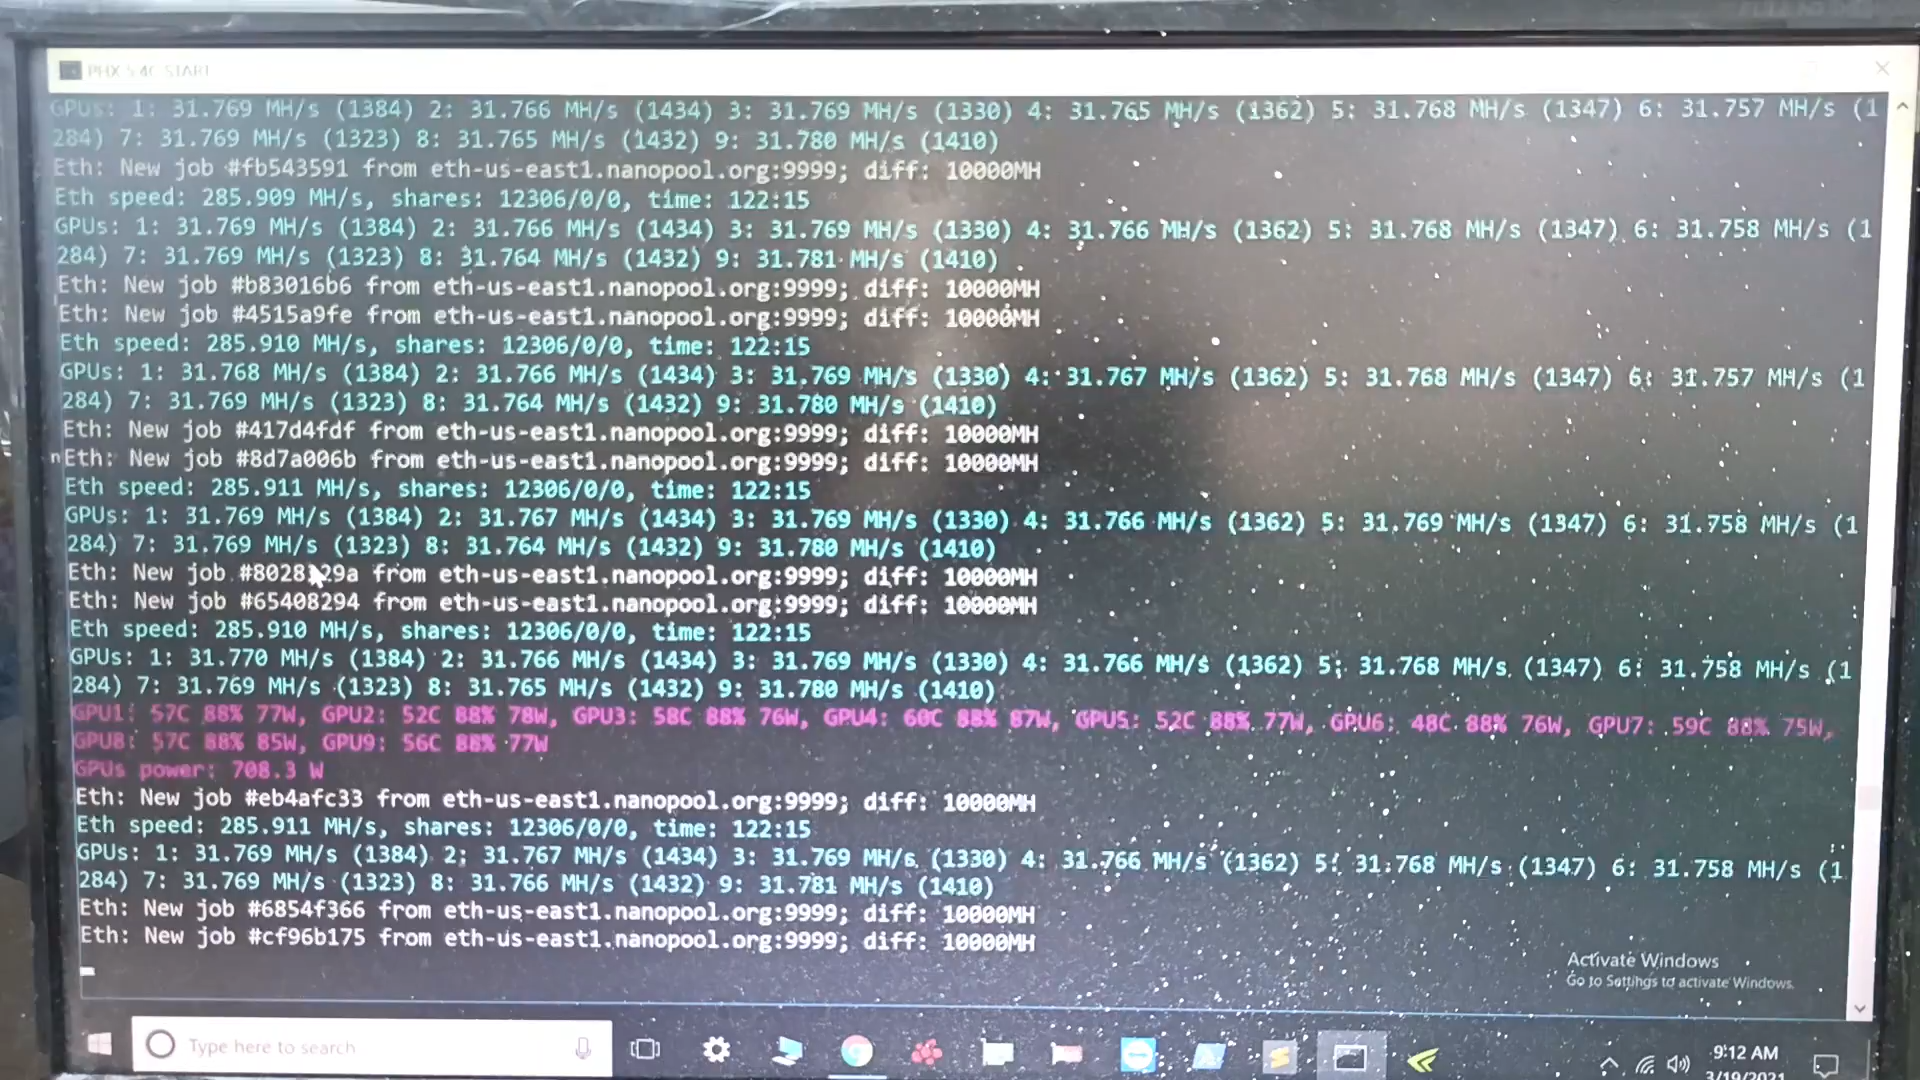 PHX 5.4C START
GPUs: 1: 31.769 MH/s (1384) 2: 31.766 MH/s (1434) 3: 31.769 MH/s (1330) 4: 31.765 MH/s (1362) 5: 31.768 MH/s (1347) 6: 31.757 MH/s (1
284) 7: 31.769 MH/s (1323) 8: 31.765 MH/s (1432) 9: 31.780 MH/s (1410)
Eth: New job #fb543591 from eth-us-east1.nanopool.org:9999; diff: 10000MH
Eth speed: 285.909 MH/s, shares: 12306/0/0, time: 122:15
GPUs: 1: 31.769 MH/s (1384) 2: 31.766 MH/s (1434) 3: 31.769 MH/s (1330) 4: 31.766 MH/s (1362) 5: 31.768 MH/s (1347) 6: 31.758 MH/s (1
284) 7: 31.769 MH/s (1323) 8: 31.764 MH/s (1432) 9: 31.781 MH/s (1410)
Eth: New job #b83016b6 from eth-us-east1.nanopool.org:9999; diff: 10000MH
Eth: New job #4515a9fe from eth-us-east1.nanopool.org:9999; diff: 10000MH
Eth speed: 285.910 MH/s, shares: 12306/0/0, time: 122:15
GPUs: 1: 31.768 MH/s (1384) 2: 31.766 MH/s (1434) 3: 31.769 MH/s (1330) 4: 31.767 MH/s (1362) 5: 31.768 MH/s (1347) 6: 31.757 MH/s (1
284) 7: 31.769 MH/s (1323) 8: 31.764 MH/s (1432) 9: 31.780 MH/s (1410)
Eth: New job #417d4fdf from eth-us-east1.nanopool.org:9999; diff: 10000MH
Eth: New job #8d7a006b from eth-us-east1.nanopool.org:9999; diff: 10000MH
Eth speed: 285.911 MH/s, shares: 12306/0/0, time: 122:15
GPUs: 1: 31.769 MH/s (1384) 2: 31.767 MH/s (1434) 3: 31.769 MH/s (1330) 4: 31.766 MH/s (1362) 5: 31.769 MH/s (1347) 6: 31.758 MH/s (1
284) 7: 31.769 MH/s (1323) 8: 31.764 MH/s (1432) 9: 31.780 MH/s (1410)
Eth: New job from eth-us-east1.nanopool.org:9999; diff: 10000MH
Eth: New job #65408294 from eth-us-east1.nanopool.org:9999; diff: 10000MH
Eth speed: 285.910 MH/s, shares: 12306/0/0, time: 122:15
GPUs: 1: 31.770 MH/s (1384) 2: 31.766 MH/s (1434) 3: 31.769 MH/s (1330) 4: 31.766 MH/s (1362) 5: 31.768 MH/s (1347) 6: 31.758 MH/s (1
284) 7: 31.769 MH/s (1323) 8: 31.765 MH/s (1432) 9: 31.780 MH/s (1410)
GPU1: 57C 88% 77W, GPU2: 52C 88% 78W, GPU3: 58C 88% 76W, GPU4: 60C 88% 87W, GPU5: 52C 88% 77W, GPU6: 48C 88% 76W, GPU7: 59C 88% 75W,
GPU8: 57C 88% 85W, GPU9: 56C 88% 77W
GPUs power: 708.3 W
Eth: New job #eb4afc33 from eth-us-east1.nanopool.org:9999; diff: 10000MH
Eth speed: 285.911 MH/s, shares: 12306/0/0, time: 122:15
GPUs: 1: 31.769 MH/s (1384) 2: 31.767 MH/s (1434) 3: 31.769 MH/s (1330) 4: 31.766 MH/s (1362) 5: 31.768 MH/s (1347) 6: 31.758 MH/s (1
284) 7: 31.769 MH/s (1323) 8: 31.766 MH/s (1432) 9: 31.781 MH/s (1410)
Eth: New job #6854f366 from eth-us-east1.nanopool.org:9999; diff: 10000MH
Eth: New job #cf96b175 from eth-us-east1.nanopool.org:9999; diff: 10000MH
Activate Windows
Go to Settings to activate Windows.
Type here to search
9:12 AM
3/19/2021